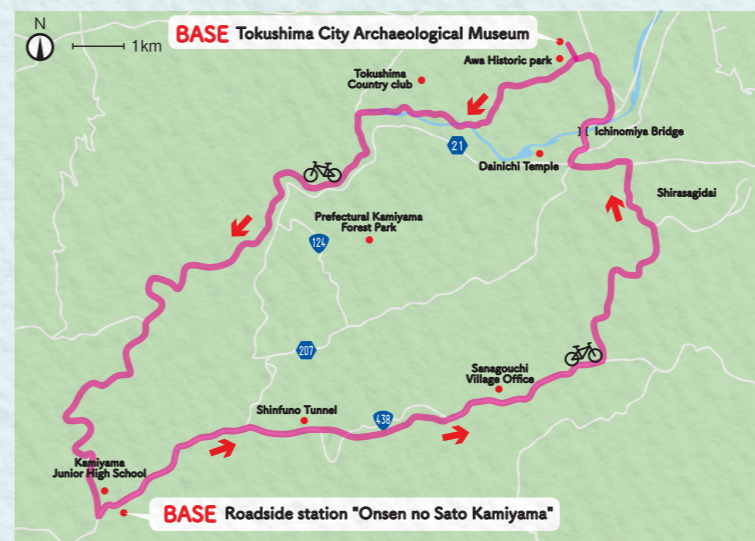 N
1km
BASE Tokushima City Archaeological Museum
Awa Historic park
Tokushima
Country club
21
Ichinomiya Bridge
Dainichi Temple
Shirasagidai
Prefectural Kamiyama
Forest Park
124
207
Sanagouchi
Village Office
Shinfuno Tunnel
438
Kamiyama
Junior High School
BASE Roadside station "Onsen no Sato Kamiyama"